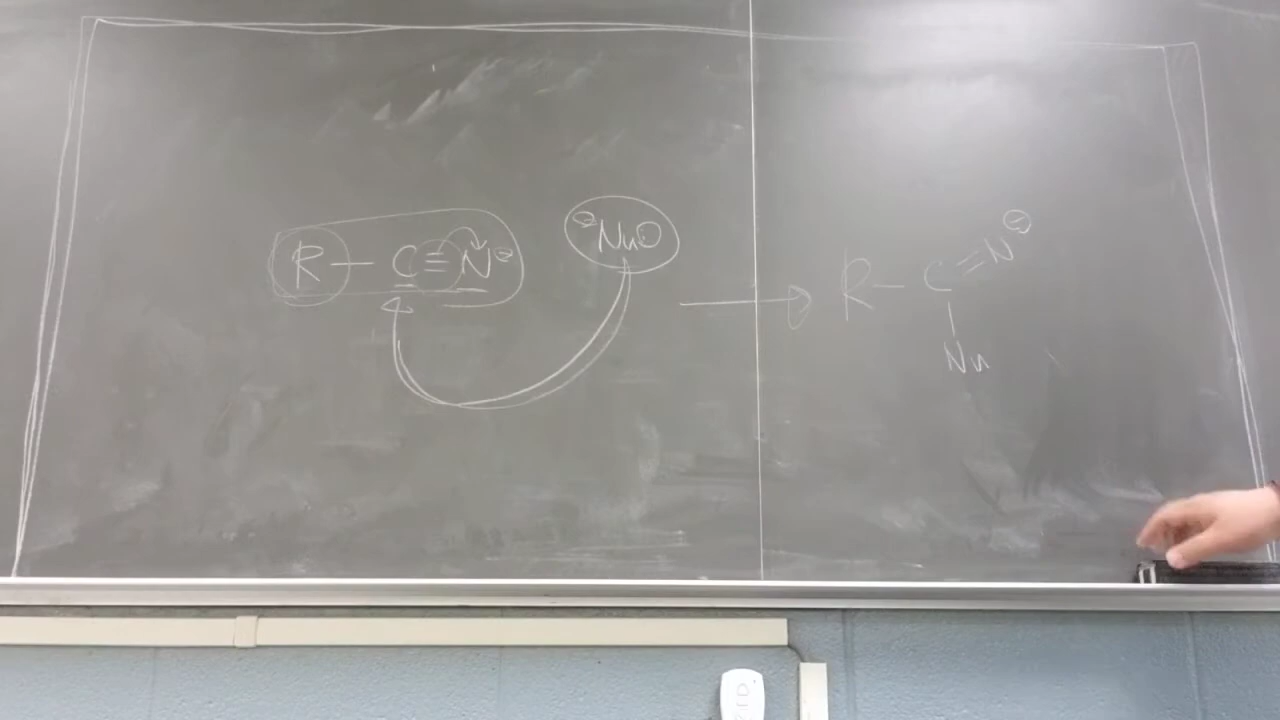 R — C ≡ N⊖ ⊖Nu → R — C = N⊖
Nu